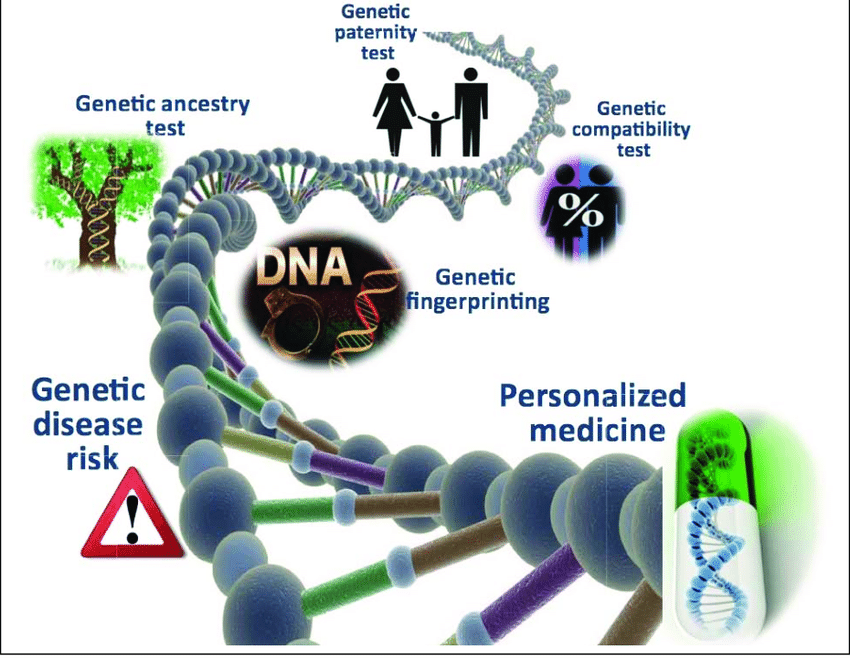 Genetic
paternity
test
Genetic ancestry
test
Genetic
compatibility
test
%
DNA
Genetic
fingerprinting
Genetic
disease
risk
!
Personalized
medicine